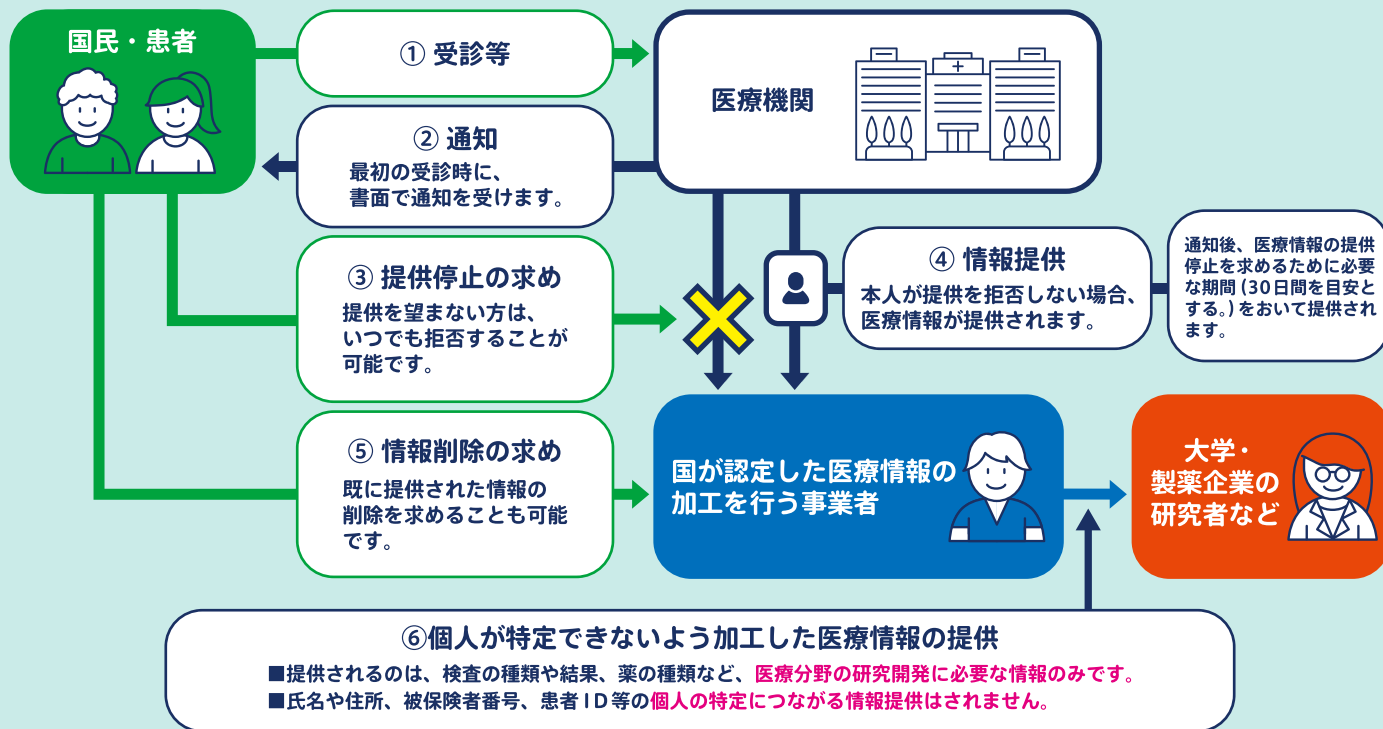 国民・患者
① 受診等
医療機関
② 通知
最初の受診時に、
書面で通知を受けます。
③ 提供停止の求め
提供を望まない方は、
いつでも拒否することが
可能です。
④ 情報提供
本人が提供を拒否しない場合、
医療情報が提供されます。
通知後、医療情報の提供
停止を求めるために必要
な期間(30日間を目安と
する。)をおいて提供され
ます。
⑤ 情報削除の求め
既に提供された情報の
削除を求めることも可能
です。
国が認定した医療情報の
加工を行う事業者
大学・
製薬企業の
研究者など
⑥個人が特定できないよう加工した医療情報の提供
■提供されるのは、検査の種類や結果、薬の種類など、医療分野の研究開発に必要な情報のみです。
■氏名や住所、被保険者番号、患者ID等の個人の特定につながる情報提供はされません。